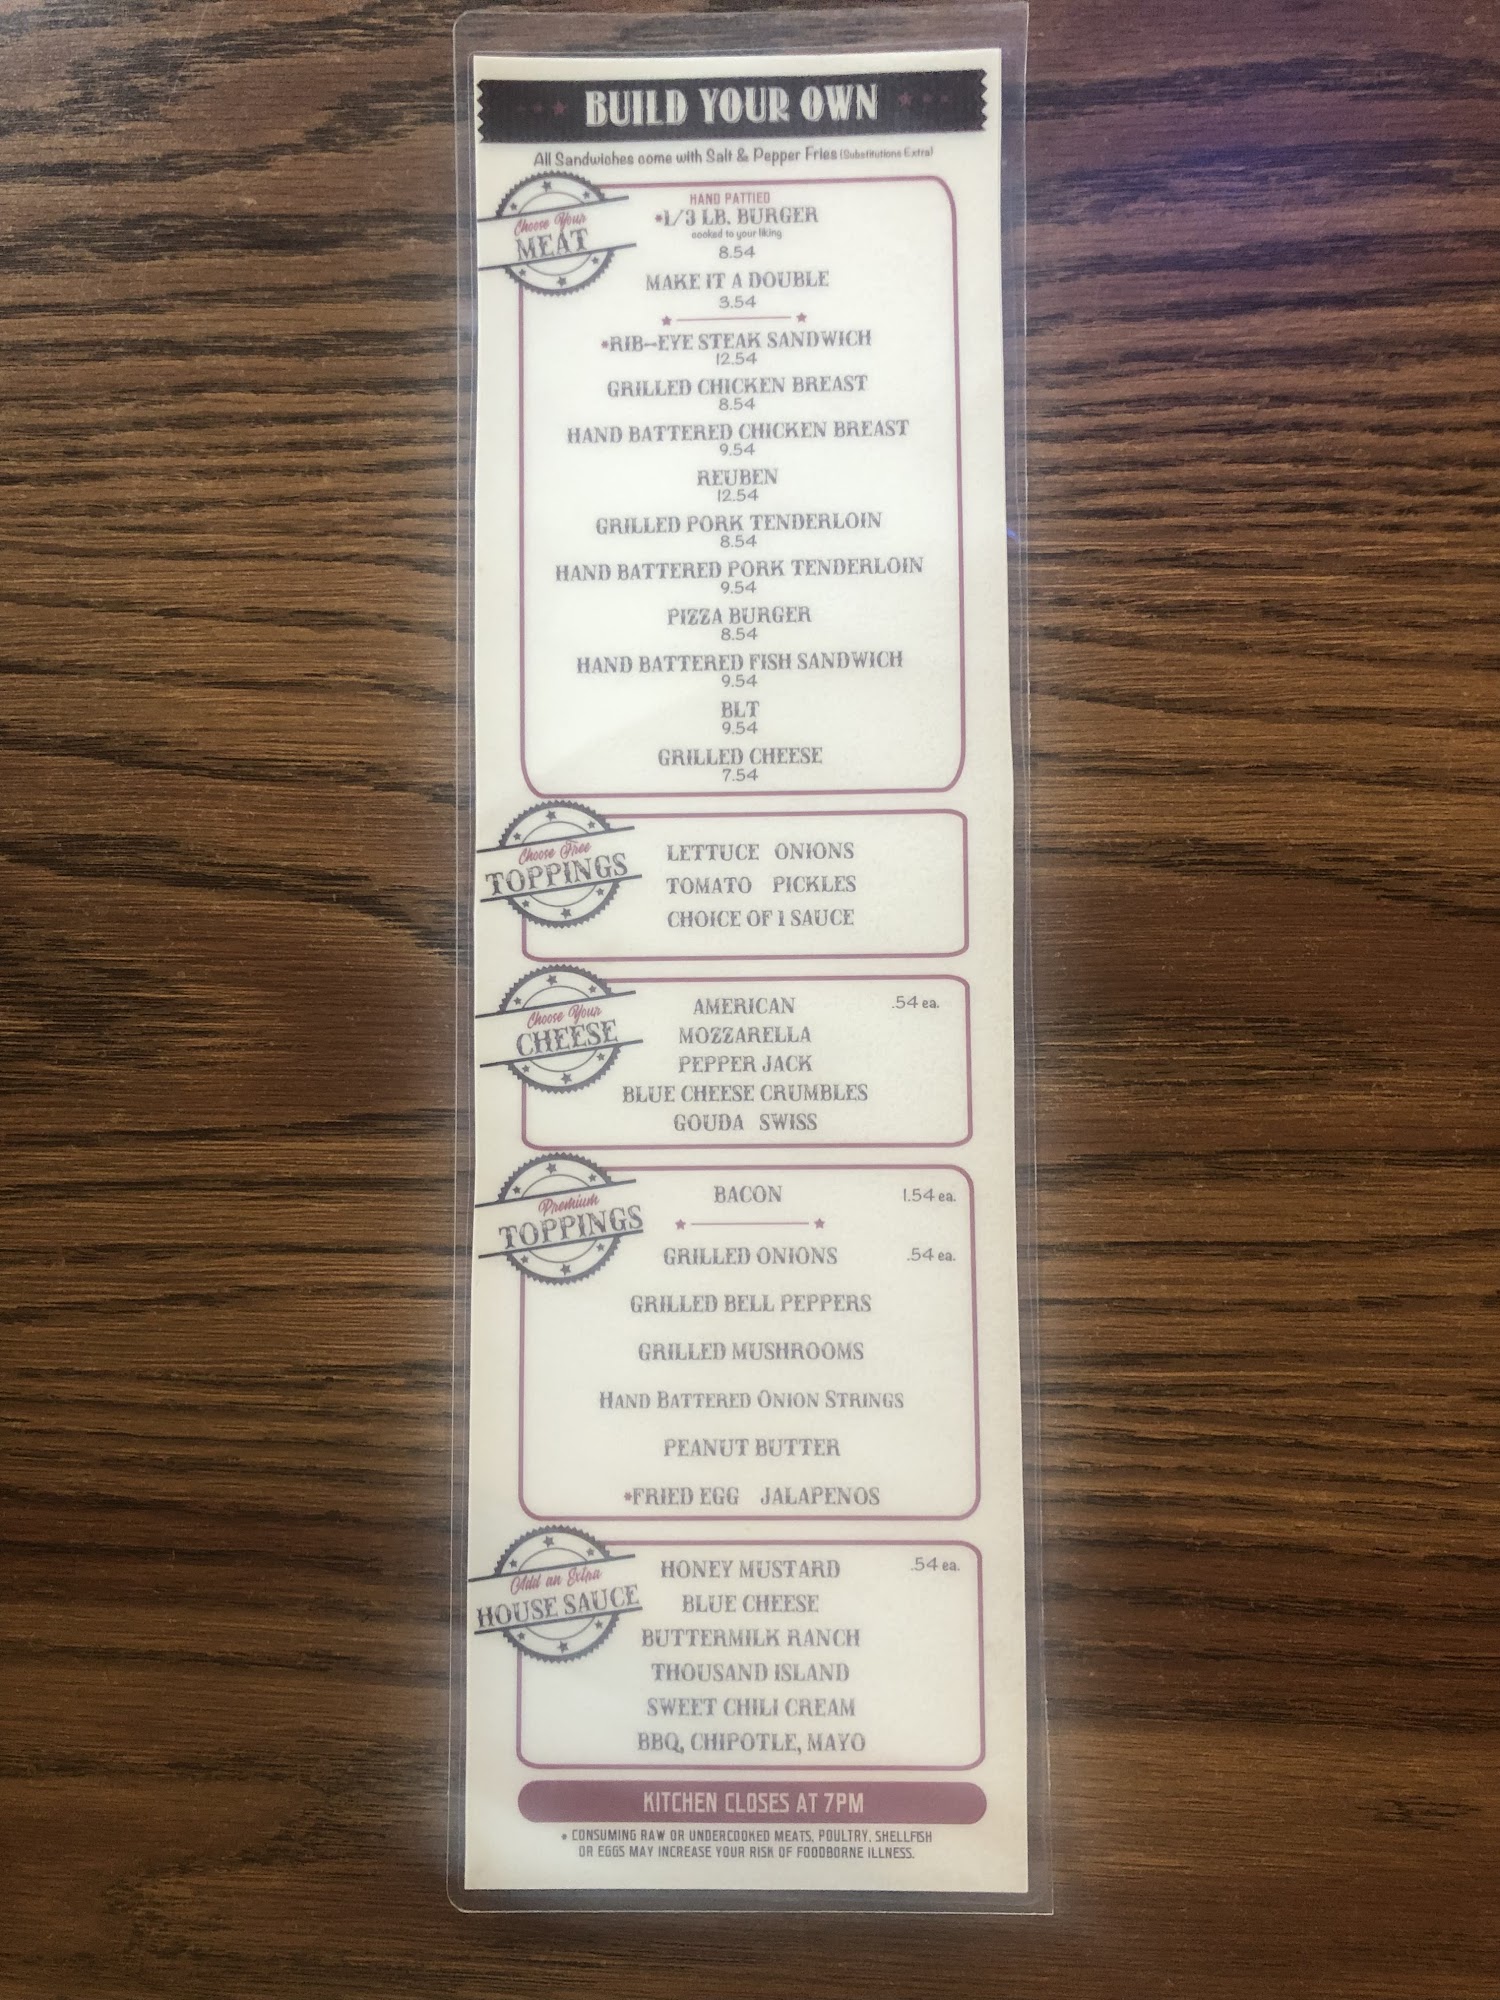 BUILD YOUR OWN
All Sandwiches come with Salt & Pepper Fries (Substitutions Extra)
Choose Your
MEAT
HAND PATTIED
*1/3 LB. BURGER
cooked to your liking
8.54
MAKE IT A DOUBLE
3.54
*RIB-EYE STEAK SANDWICH
12.54
GRILLED CHICKEN BREAST
8.54
HAND BATTERED CHICKEN BREAST
9.54
REUBEN
12.54
GRILLED PORK TENDERLOIN
8.54
HAND BATTERED PORK TENDERLOIN
9.54
PIZZA BURGER
8.54
HAND BATTERED FISH SANDWICH
9.54
BLT
9.54
GRILLED CHEESE
7.54
Choose Free
TOPPINGS
LETTUCE ONIONS
TOMATO PICKLES
CHOICE OF 1 SAUCE
Choose Your
CHEESE
AMERICAN .54 ea.
MOZZARELLA
PEPPER JACK
BLUE CHEESE CRUMBLES
GOUDA SWISS
Premium
TOPPINGS
BACON 1.54 ea.
GRILLED ONIONS .54 ea.
GRILLED BELL PEPPERS
GRILLED MUSHROOMS
HAND BATTERED ONION STRINGS
PEANUT BUTTER
*FRIED EGG JALAPENOS
Add an Extra
HOUSE SAUCE
HONEY MUSTARD .54 ea.
BLUE CHEESE
BUTTERMILK RANCH
THOUSAND ISLAND
SWEET CHILI CREAM
BBQ, CHIPOTLE, MAYO
KITCHEN CLOSES AT 7PM
* CONSUMING RAW OR UNDERCOOKED MEATS, POULTRY, SHELLFISH
OR EGGS MAY INCREASE YOUR RISK OF FOODBORNE ILLNESS.